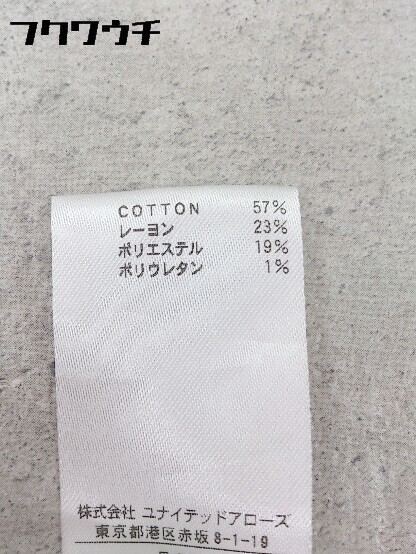 フクワウチ
COTTON 57%
レーヨン 23%
ポリエステル 19%
ポリウレタン 1%
株式会社 ユナイテッドアローズ
東京都港区赤坂 8-1-19